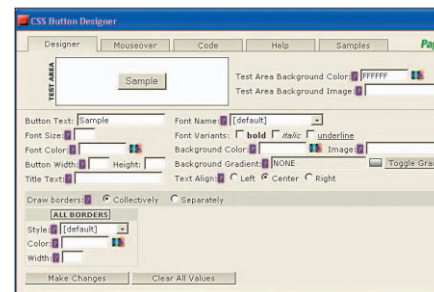 CSS Button Designer
Designer Mouseover Code Help Samples
TEST AREA
Sample
Test Area Background Color: FFFFFF
Test Area Background Image:
Button Text: Sample Font Name: [default]
Font Size: Font Variants: bold italic underline
Font Color: Background Color: Image:
Button Width: Height: Background Gradient: NONE Toggle Gra
Title Text: Text Align: Left Center Right
Draw borders: Collectively Separately
ALL BORDERS
Style: [default]
Color:
Width:
Make Changes Clear All Values